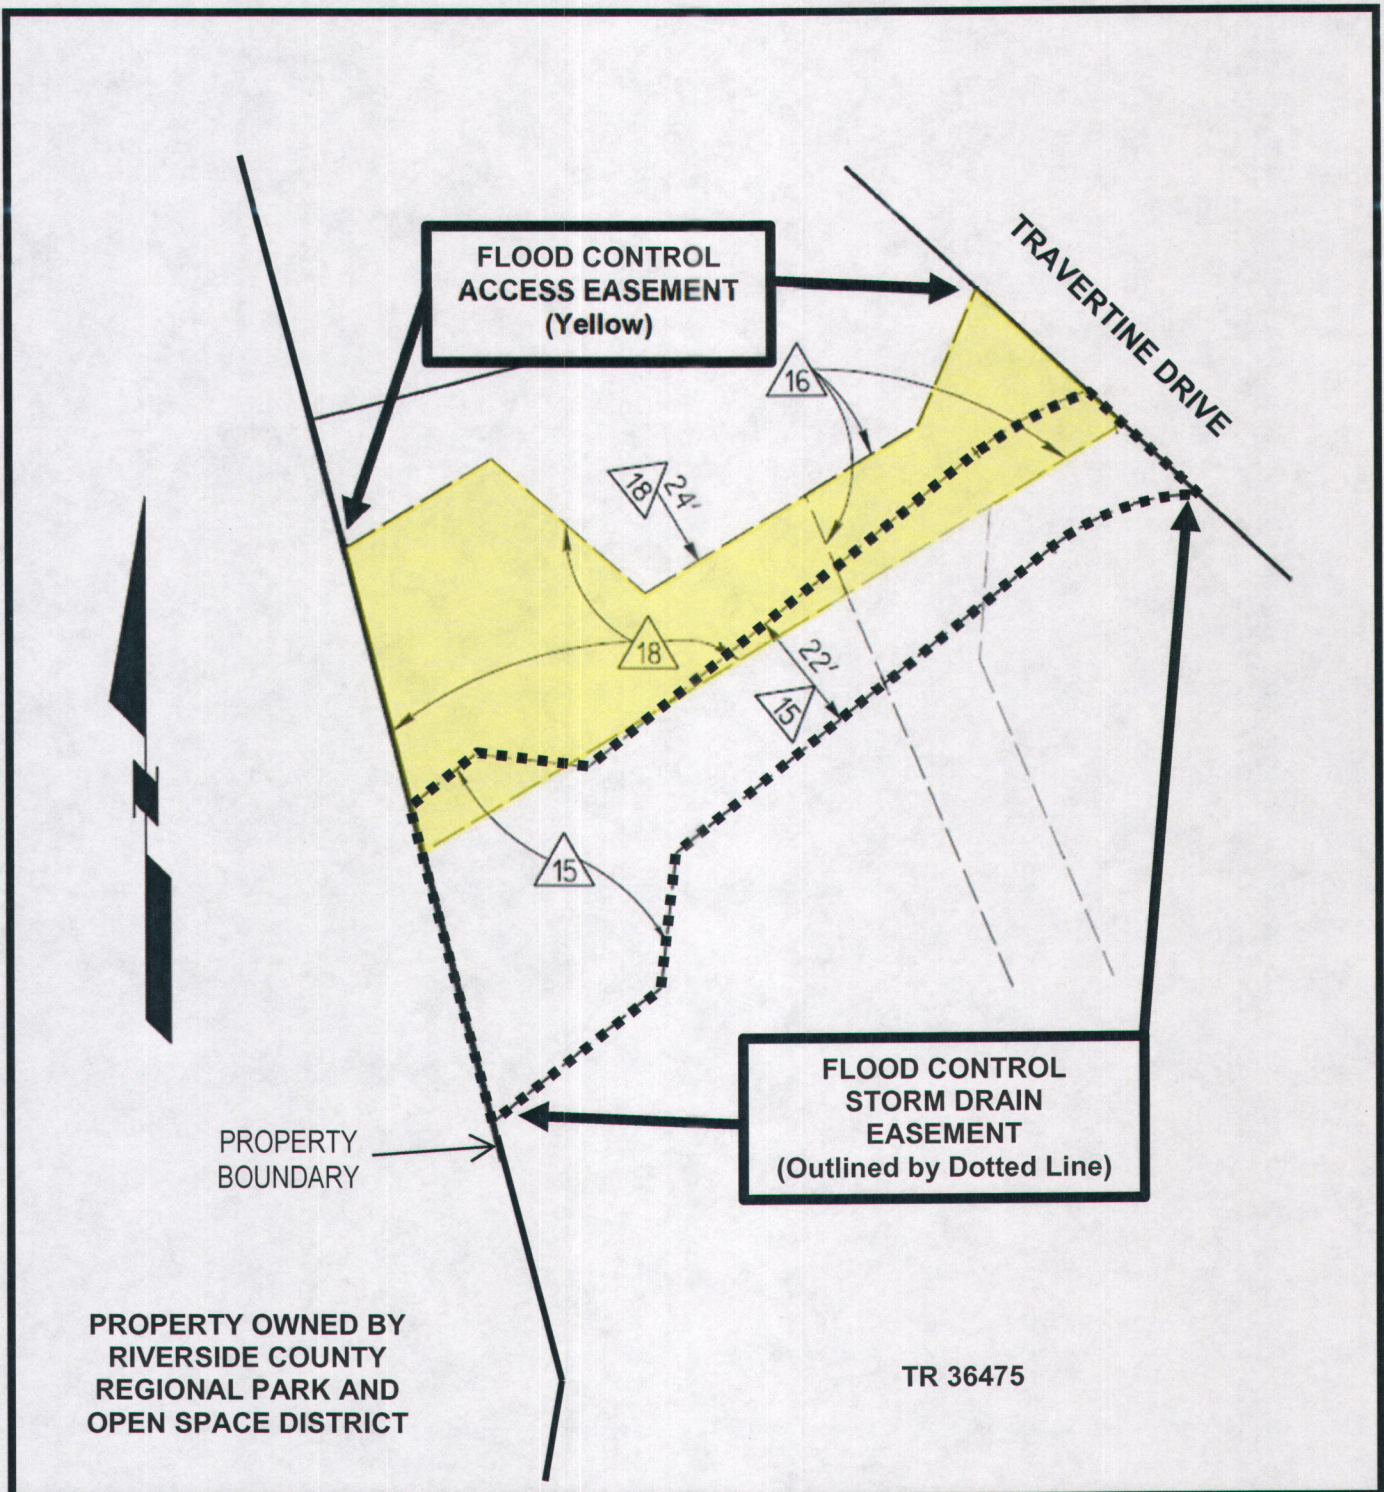 FLOOD CONTROL
ACCESS EASEMENT
(Yellow)
TRAVERTINE DRIVE
16
18
24'
18
22'
15
15
FLOOD CONTROL
STORM DRAIN
EASEMENT
(Outlined by Dotted Line)
PROPERTY
BOUNDARY
N
PROPERTY OWNED BY
RIVERSIDE COUNTY
REGIONAL PARK AND
OPEN SPACE DISTRICT
TR 36475